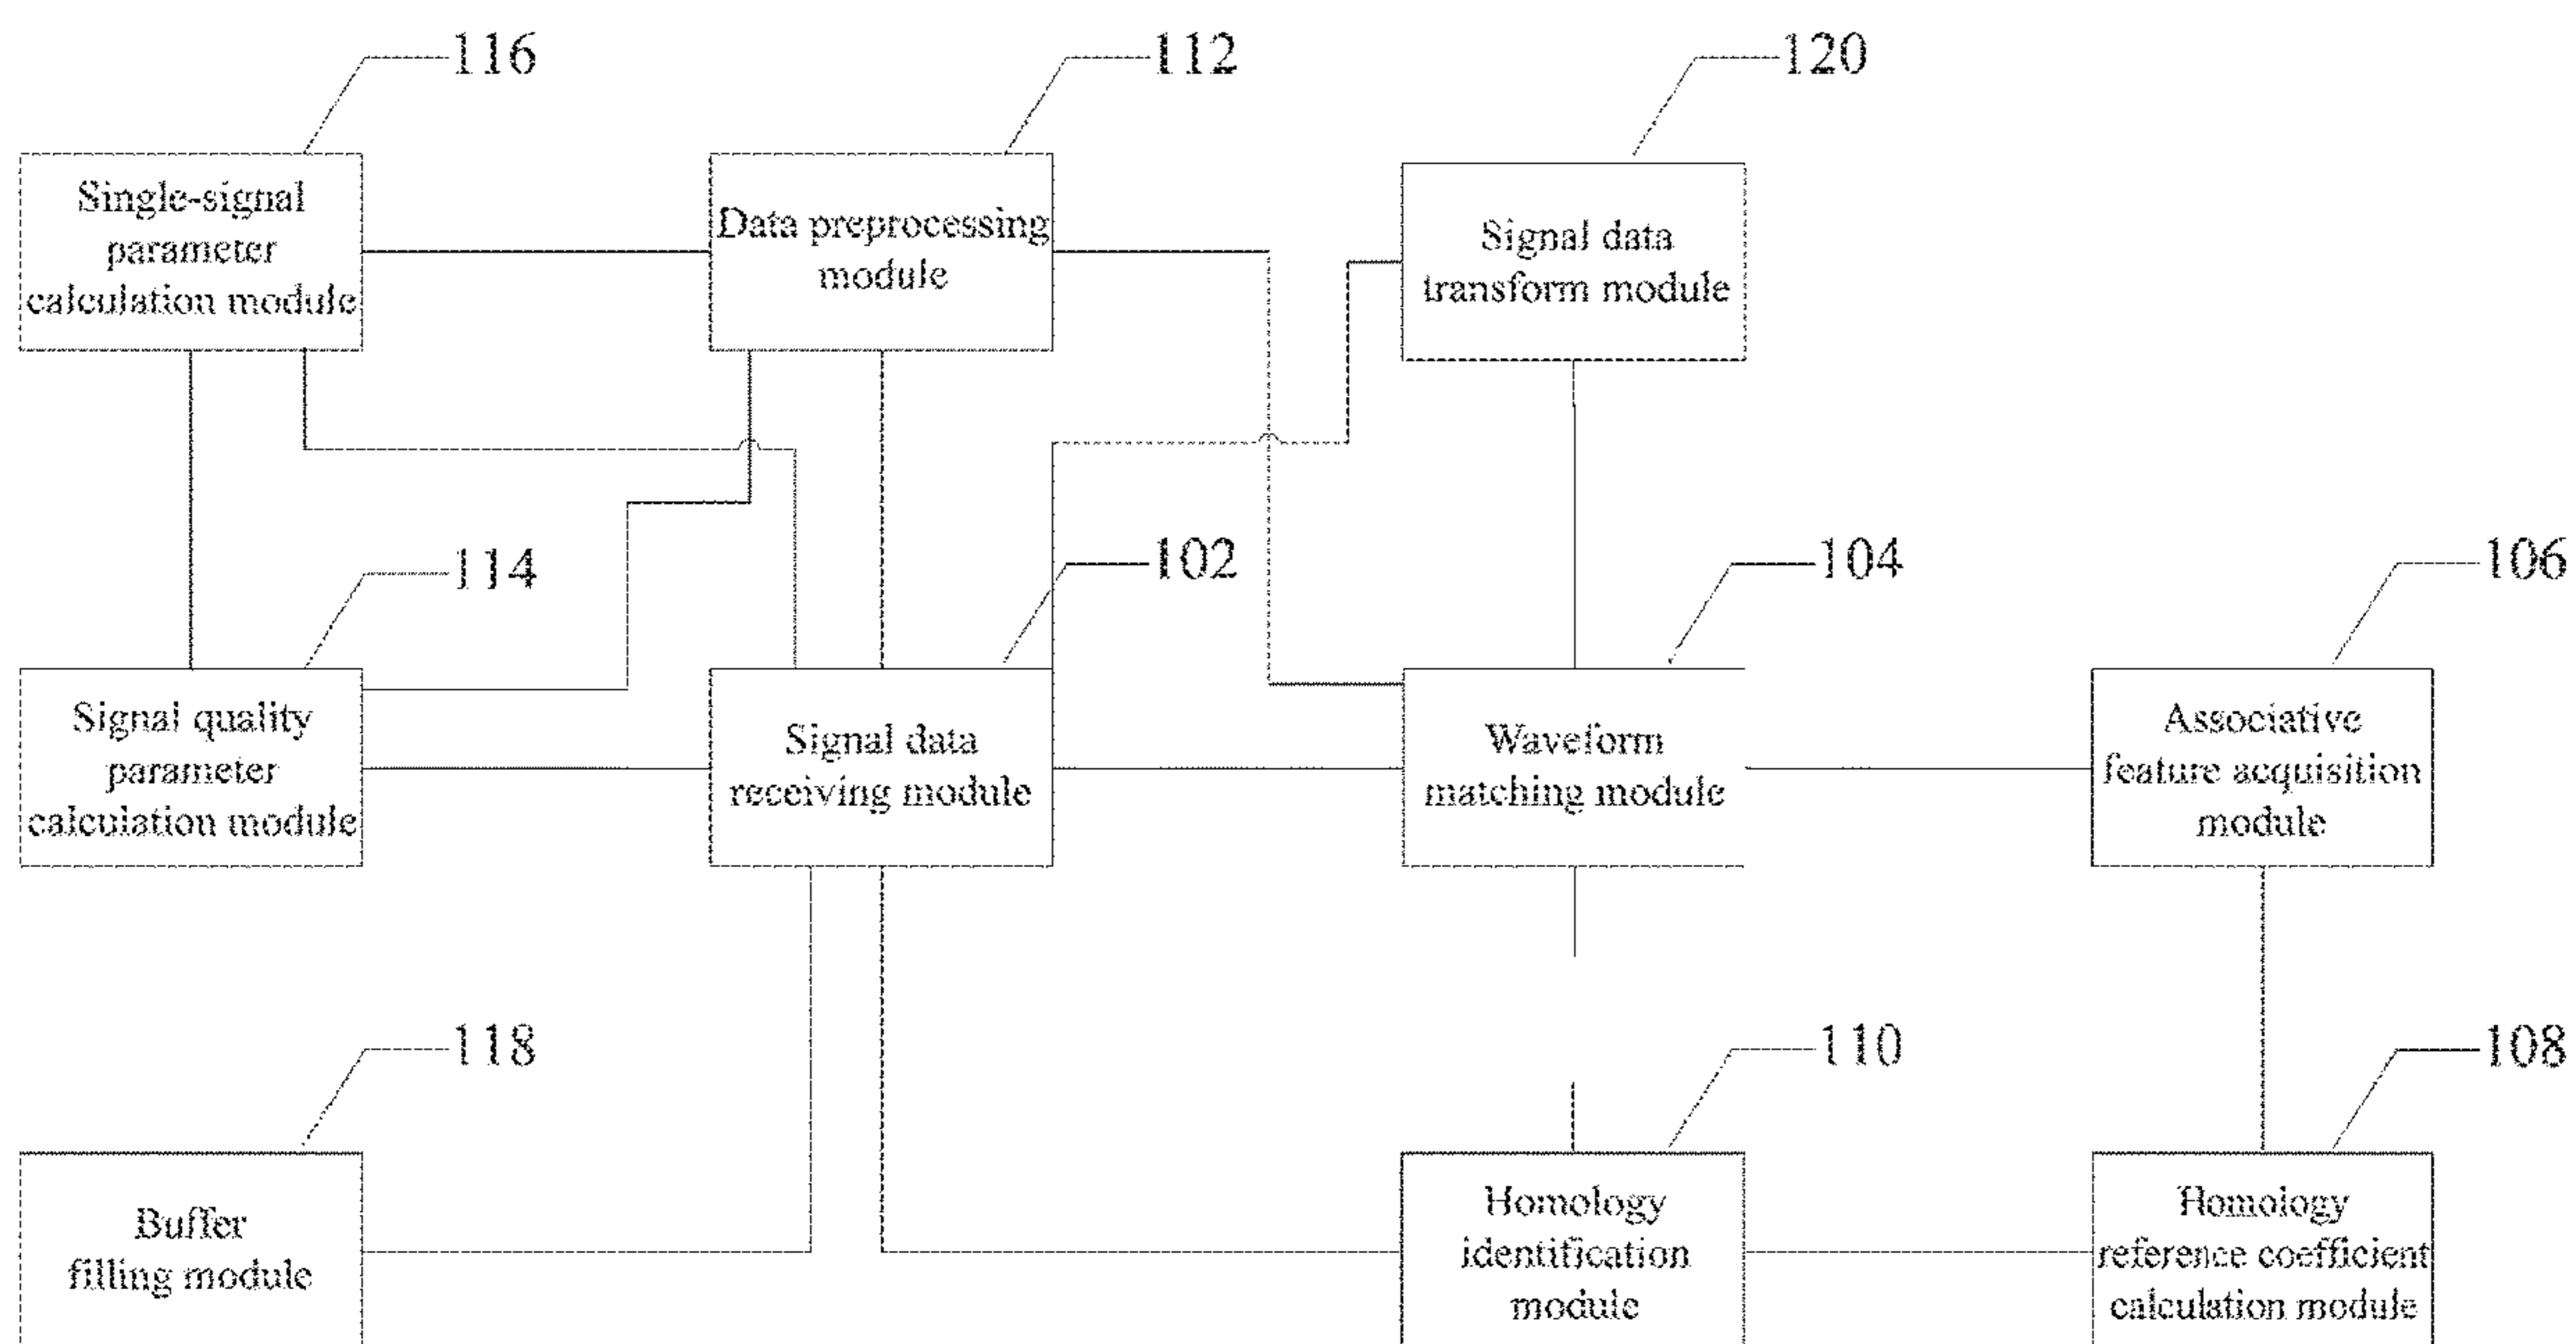 116
112
120
Single-signal
parameter
calculation module
Data preprocessing
module
Signal data
transform module
114
102
104
106
Signal quality
parameter
calculation module
Signal data
receiving module
Waveform
matching module
Associative
feature acquisition
module
118
110
108
Buffer
filling module
Homology
identification
module
Homology
reference coefficient
calculation module